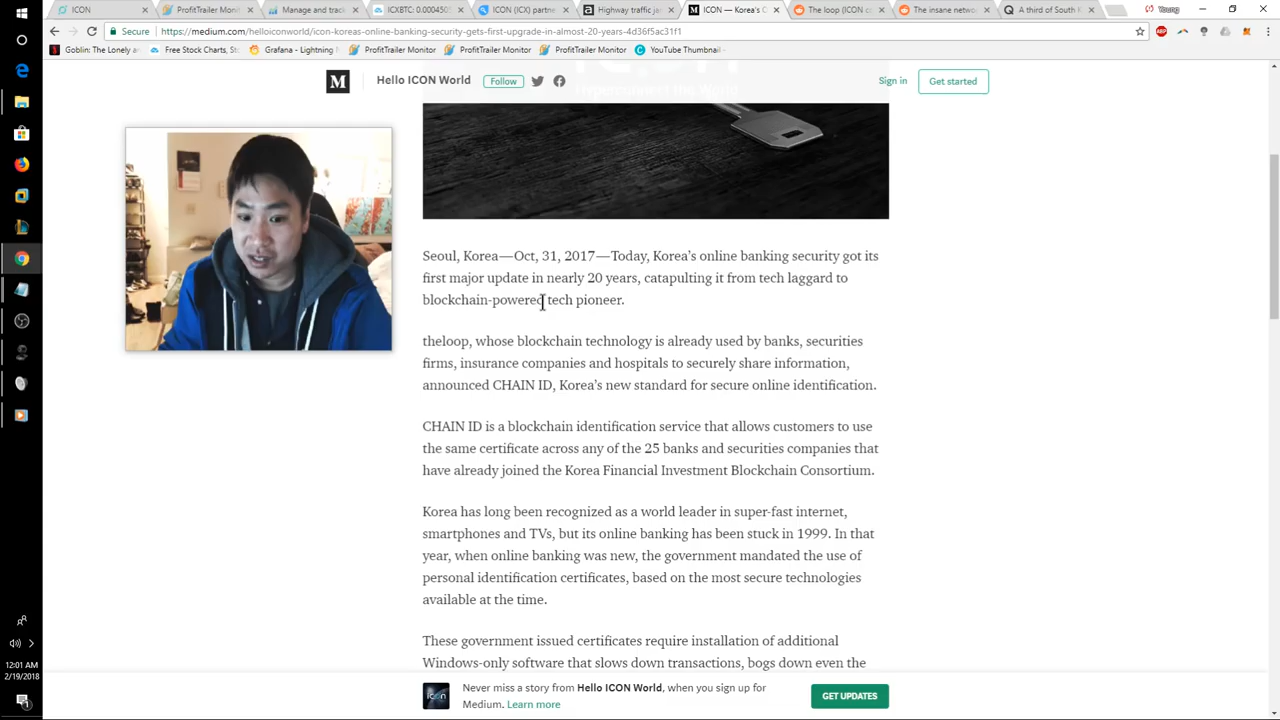 ICON
ProfitTrailer Monitor
Manage and track
ICXBTC: 0.000450
ICON (ICX) partne
Highway traffic ja
ICON — Korea's O
The loop (ICON co
The insane netwo
A third of South K
Young
Secure
https://medium.com/helloiconworld/icon-koreas-online-banking-security-gets-first-upgrade-in-almost-20-years-4d36f5ac31f1
Goblin: The Lonely a
Free Stock Charts, St
Grafana - Lightning
ProfitTrailer Monitor
ProfitTrailer Monitor
ProfitTrailer Monitor
YouTube Thumbnail
Hello ICON World
Follow
Sign in
Get started
Seoul, Korea—Oct, 31, 2017—Today, Korea's online banking security got its
first major update in nearly 20 years, catapulting it from tech laggard to
blockchain-powered tech pioneer.
theloop, whose blockchain technology is already used by banks, securities
firms, insurance companies and hospitals to securely share information,
announced CHAIN ID, Korea's new standard for secure online identification.
CHAIN ID is a blockchain identification service that allows customers to use
the same certificate across any of the 25 banks and securities companies that
have already joined the Korea Financial Investment Blockchain Consortium.
Korea has long been recognized as a world leader in super-fast internet,
smartphones and TVs, but its online banking has been stuck in 1999. In that
year, when online banking was new, the government mandated the use of
personal identification certificates, based on the most secure technologies
available at the time.
These government issued certificates require installation of additional
Windows-only software that slows down transactions, bogs down even the
Never miss a story from Hello ICON World, when you sign up for
Medium. Learn more
GET UPDATES
12:01 AM
2/19/2018